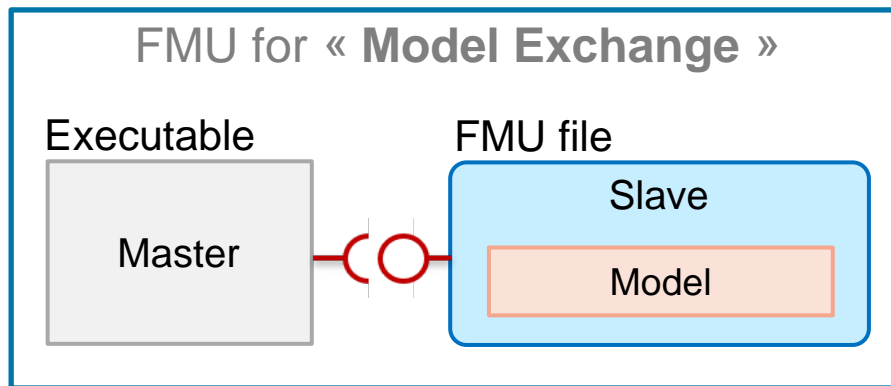 FMU for « Model Exchange »
Executable
FMU file
Master
Slave
Model